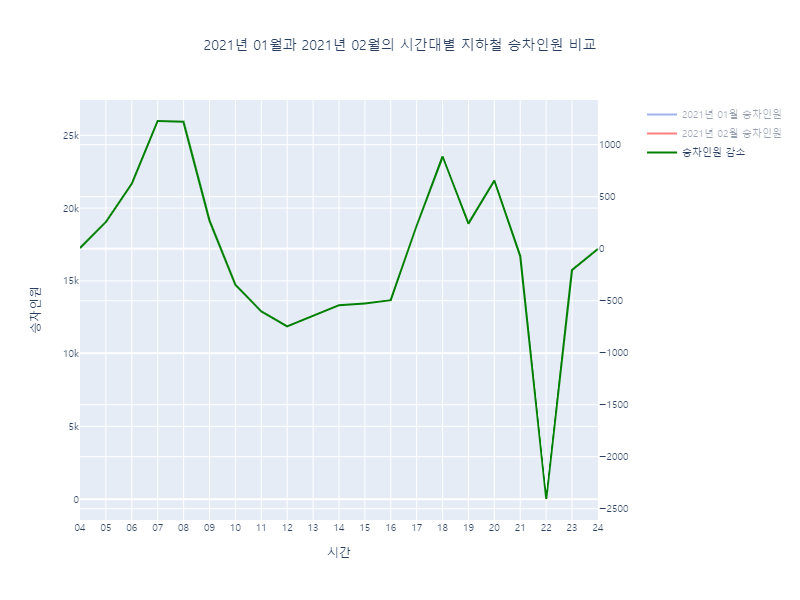 2021년 01월과 2021년 02월의 시간대별 지하철 승차인원 비교
2021년 01월 승차인원
2021년 02월 승차인원
승차인원 감소
25k
20k
15k
10k
5k
0
승차인원
1000
500
0
−500
−1000
−1500
−2000
−2500
04 05 06 07 08 09 10 11 12 13 14 15 16 17 18 19 20 21 22 23 24
시간